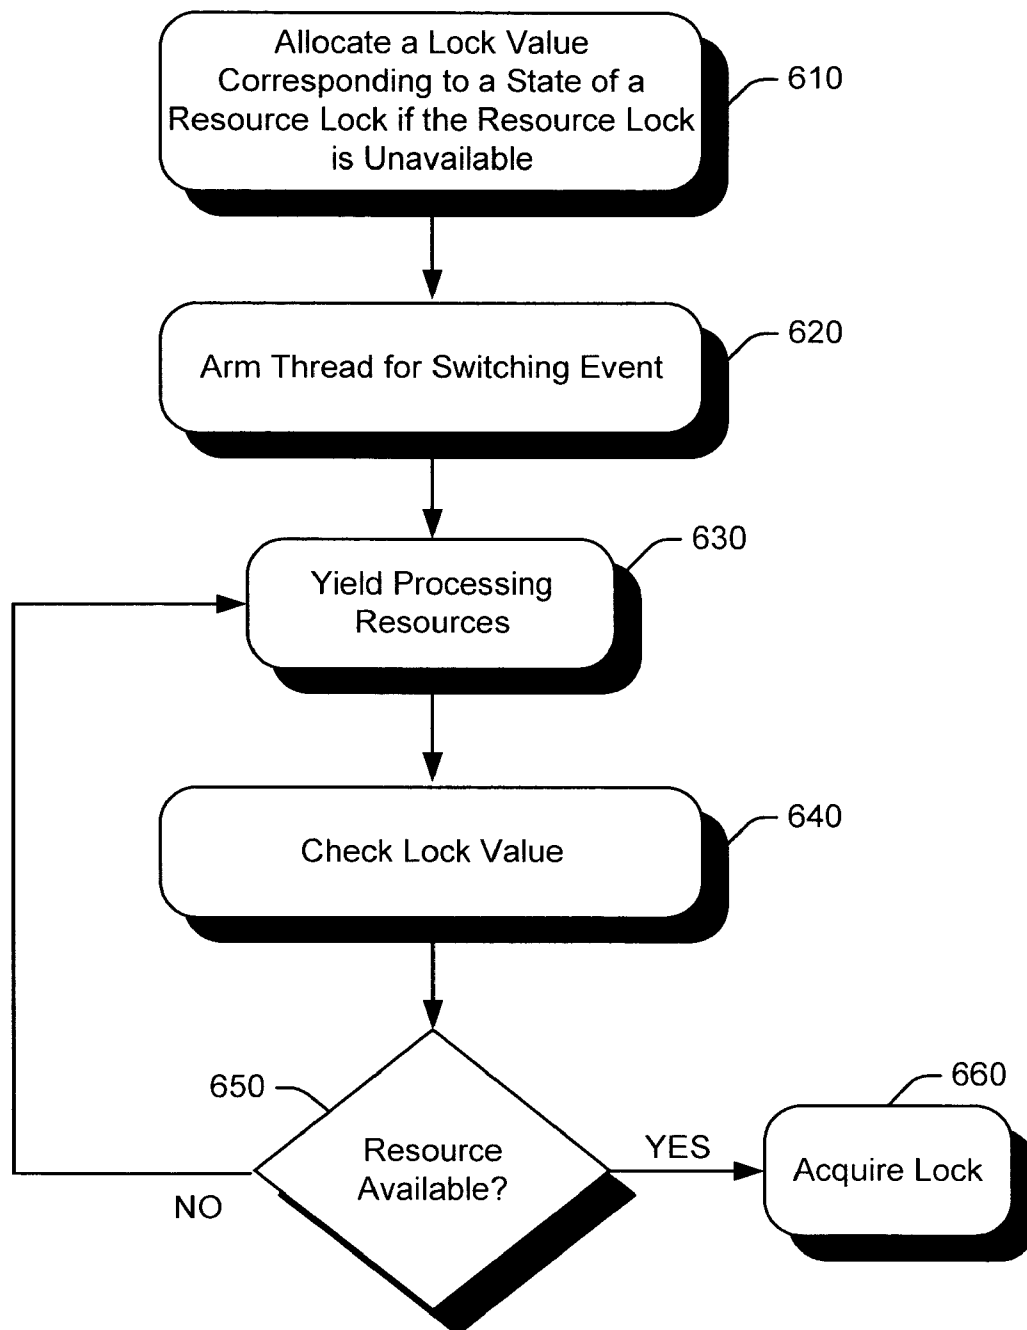 Allocate a Lock Value
Corresponding to a State of a
Resource Lock if the Resource Lock
is Unavailable
610
Arm Thread for Switching Event
620
Yield Processing
Resources
630
Check Lock Value
640
650
Resource
Available?
YES
NO
660
Acquire Lock